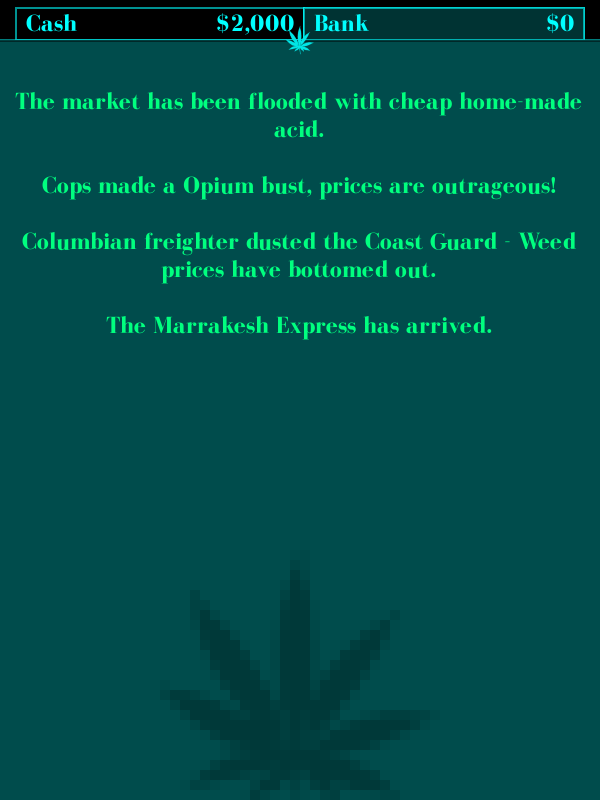 Cash $2,000 Bank $0
The market has been flooded with cheap home-made
acid.
Cops made a Opium bust, prices are outrageous!
Columbian freighter dusted the Coast Guard - Weed
prices have bottomed out.
The Marrakesh Express has arrived.